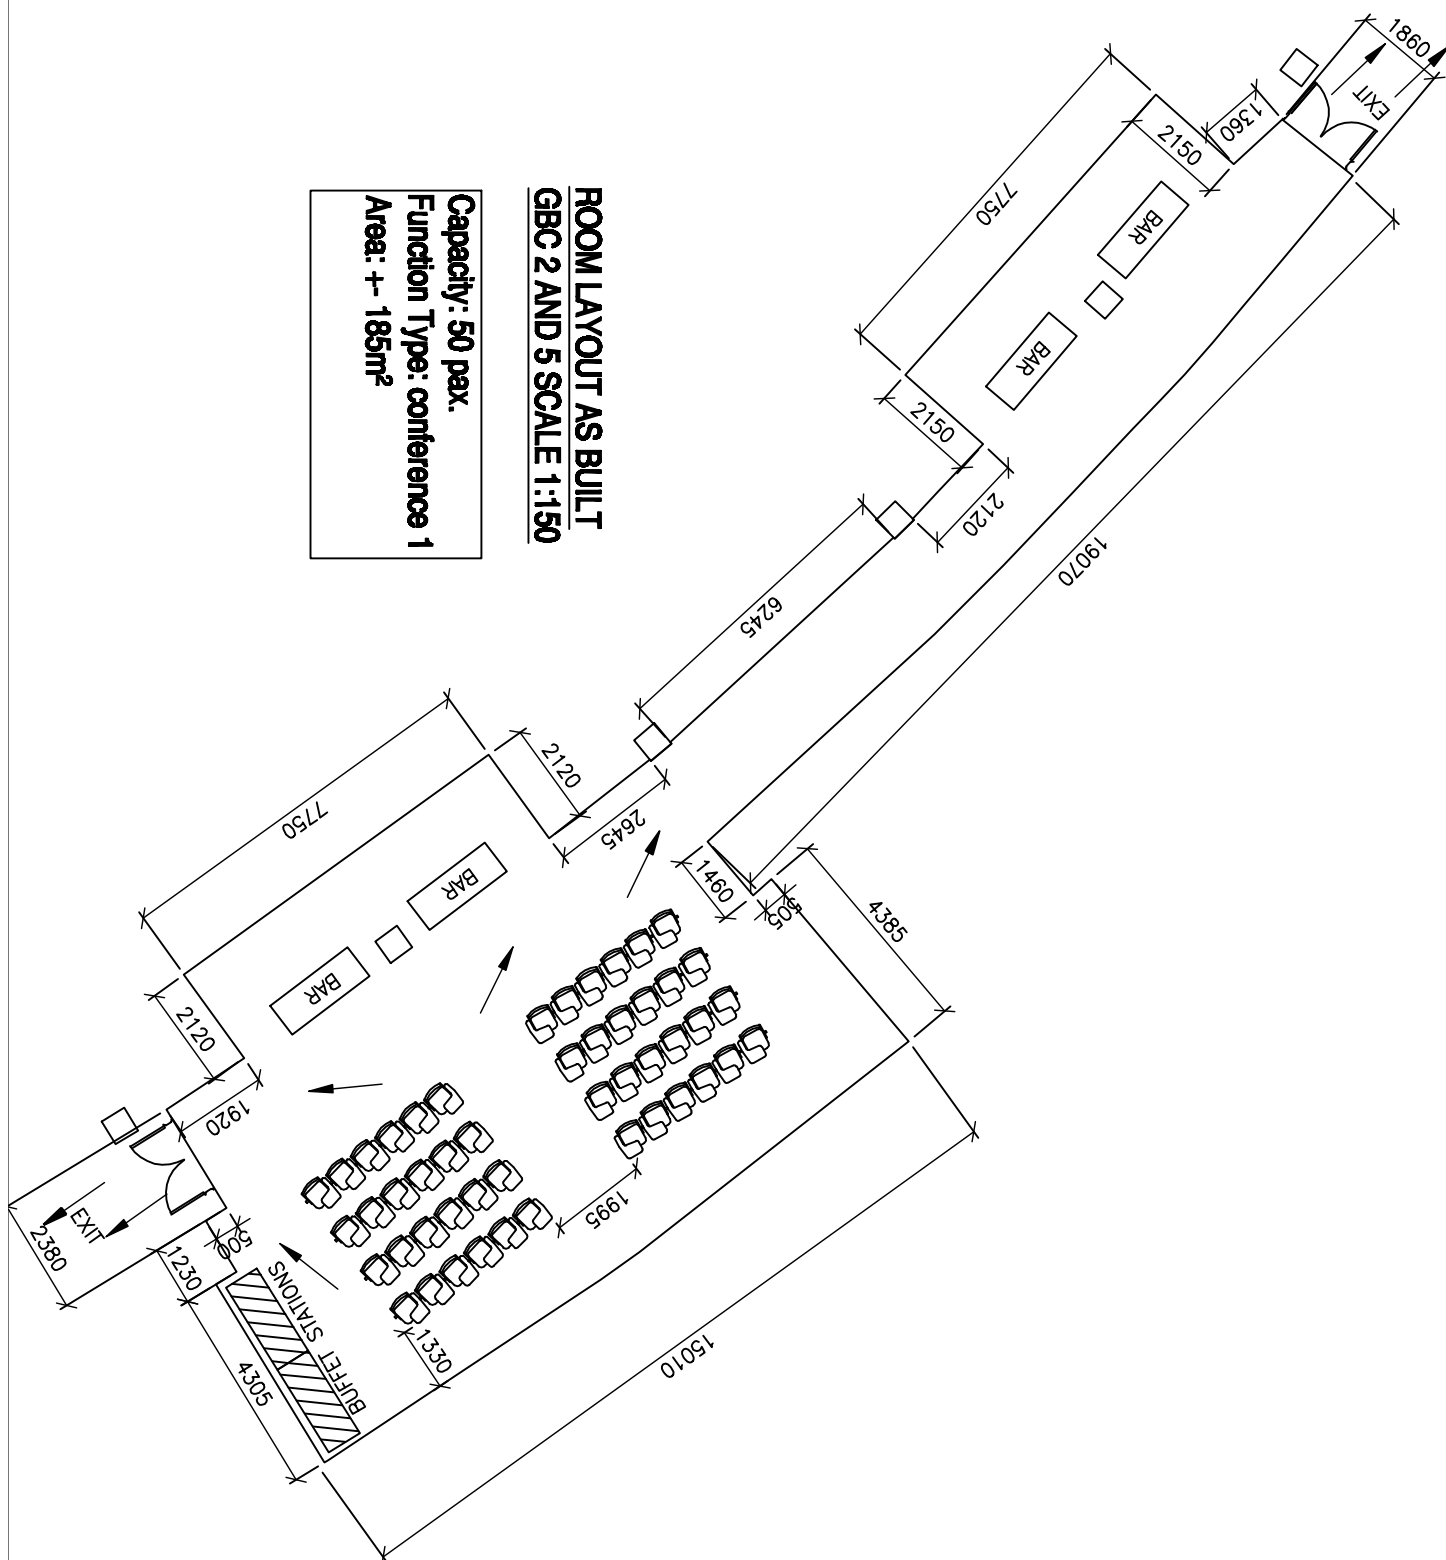 ROOM LAYOUT AS BUILT
GBC 2 AND 5 SCALE 1:150
Capacity: 50 pax.
Function Type: conference 1
Area: +- 185m²
1860
EXIT
1360
2150
7750
BAR
BAR
2150
2120
19070
6245
2120
2645
7750
1460
505
4385
BAR
BAR
2120
1920
EXIT
2380
500
1230
BUFFET STATIONS
4305
1330
1995
15010